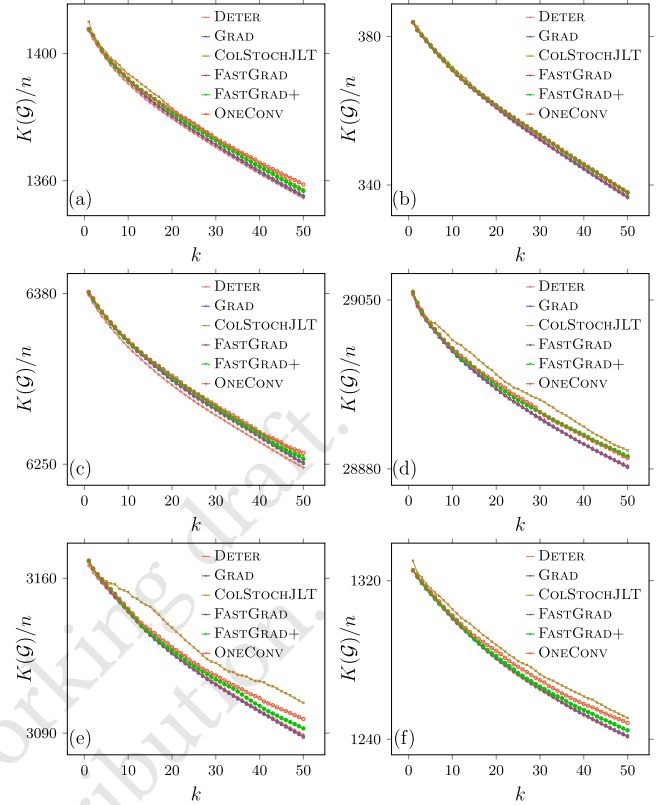 1400
1360
K(𝒢)/n
DETER
GRAD
COLSTOCHJLT
FASTGRAD
FASTGRAD+
ONECONV
(a)
0 10 20 30 40 50
k
380
340
K(𝒢)/n
DETER
GRAD
COLSTOCHJLT
FASTGRAD
FASTGRAD+
ONECONV
(b)
0 10 20 30 40 50
k
6380
6250
K(𝒢)/n
DETER
GRAD
COLSTOCHJLT
FASTGRAD
FASTGRAD+
ONECONV
(c)
0 10 20 30 40 50
k
29050
28880
K(𝒢)/n
DETER
GRAD
COLSTOCHJLT
FASTGRAD
FASTGRAD+
ONECONV
(d)
0 10 20 30 40 50
k
3160
3090
K(𝒢)/n
DETER
GRAD
COLSTOCHJLT
FASTGRAD
FASTGRAD+
ONECONV
(e)
0 10 20 30 40 50
k
1320
1240
K(𝒢)/n
DETER
GRAD
COLSTOCHJLT
FASTGRAD
FASTGRAD+
ONECONV
(f)
0 10 20 30 40 50
k
orking draft.
ribution.